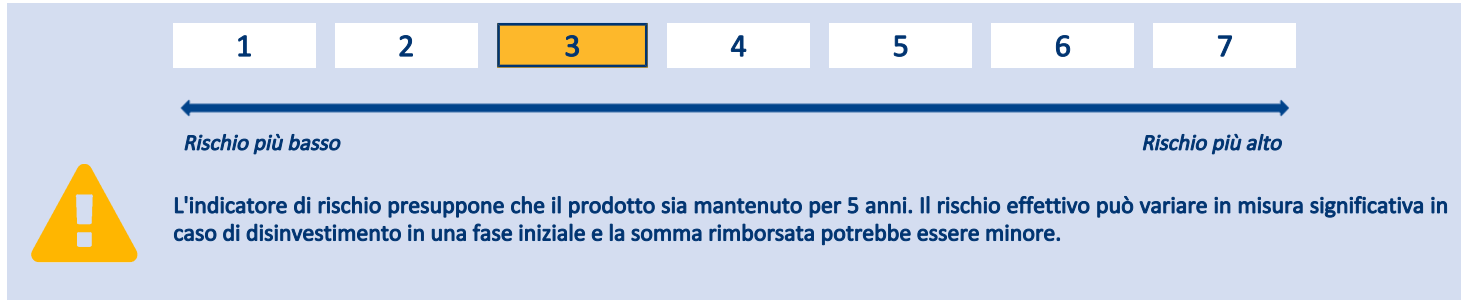 1 2 3 4 5 6 7
Rischio più basso Rischio più alto
L'indicatore di rischio presuppone che il prodotto sia mantenuto per 5 anni. Il rischio effettivo può variare in misura significativa in
caso di disinvestimento in una fase iniziale e la somma rimborsata potrebbe essere minore.